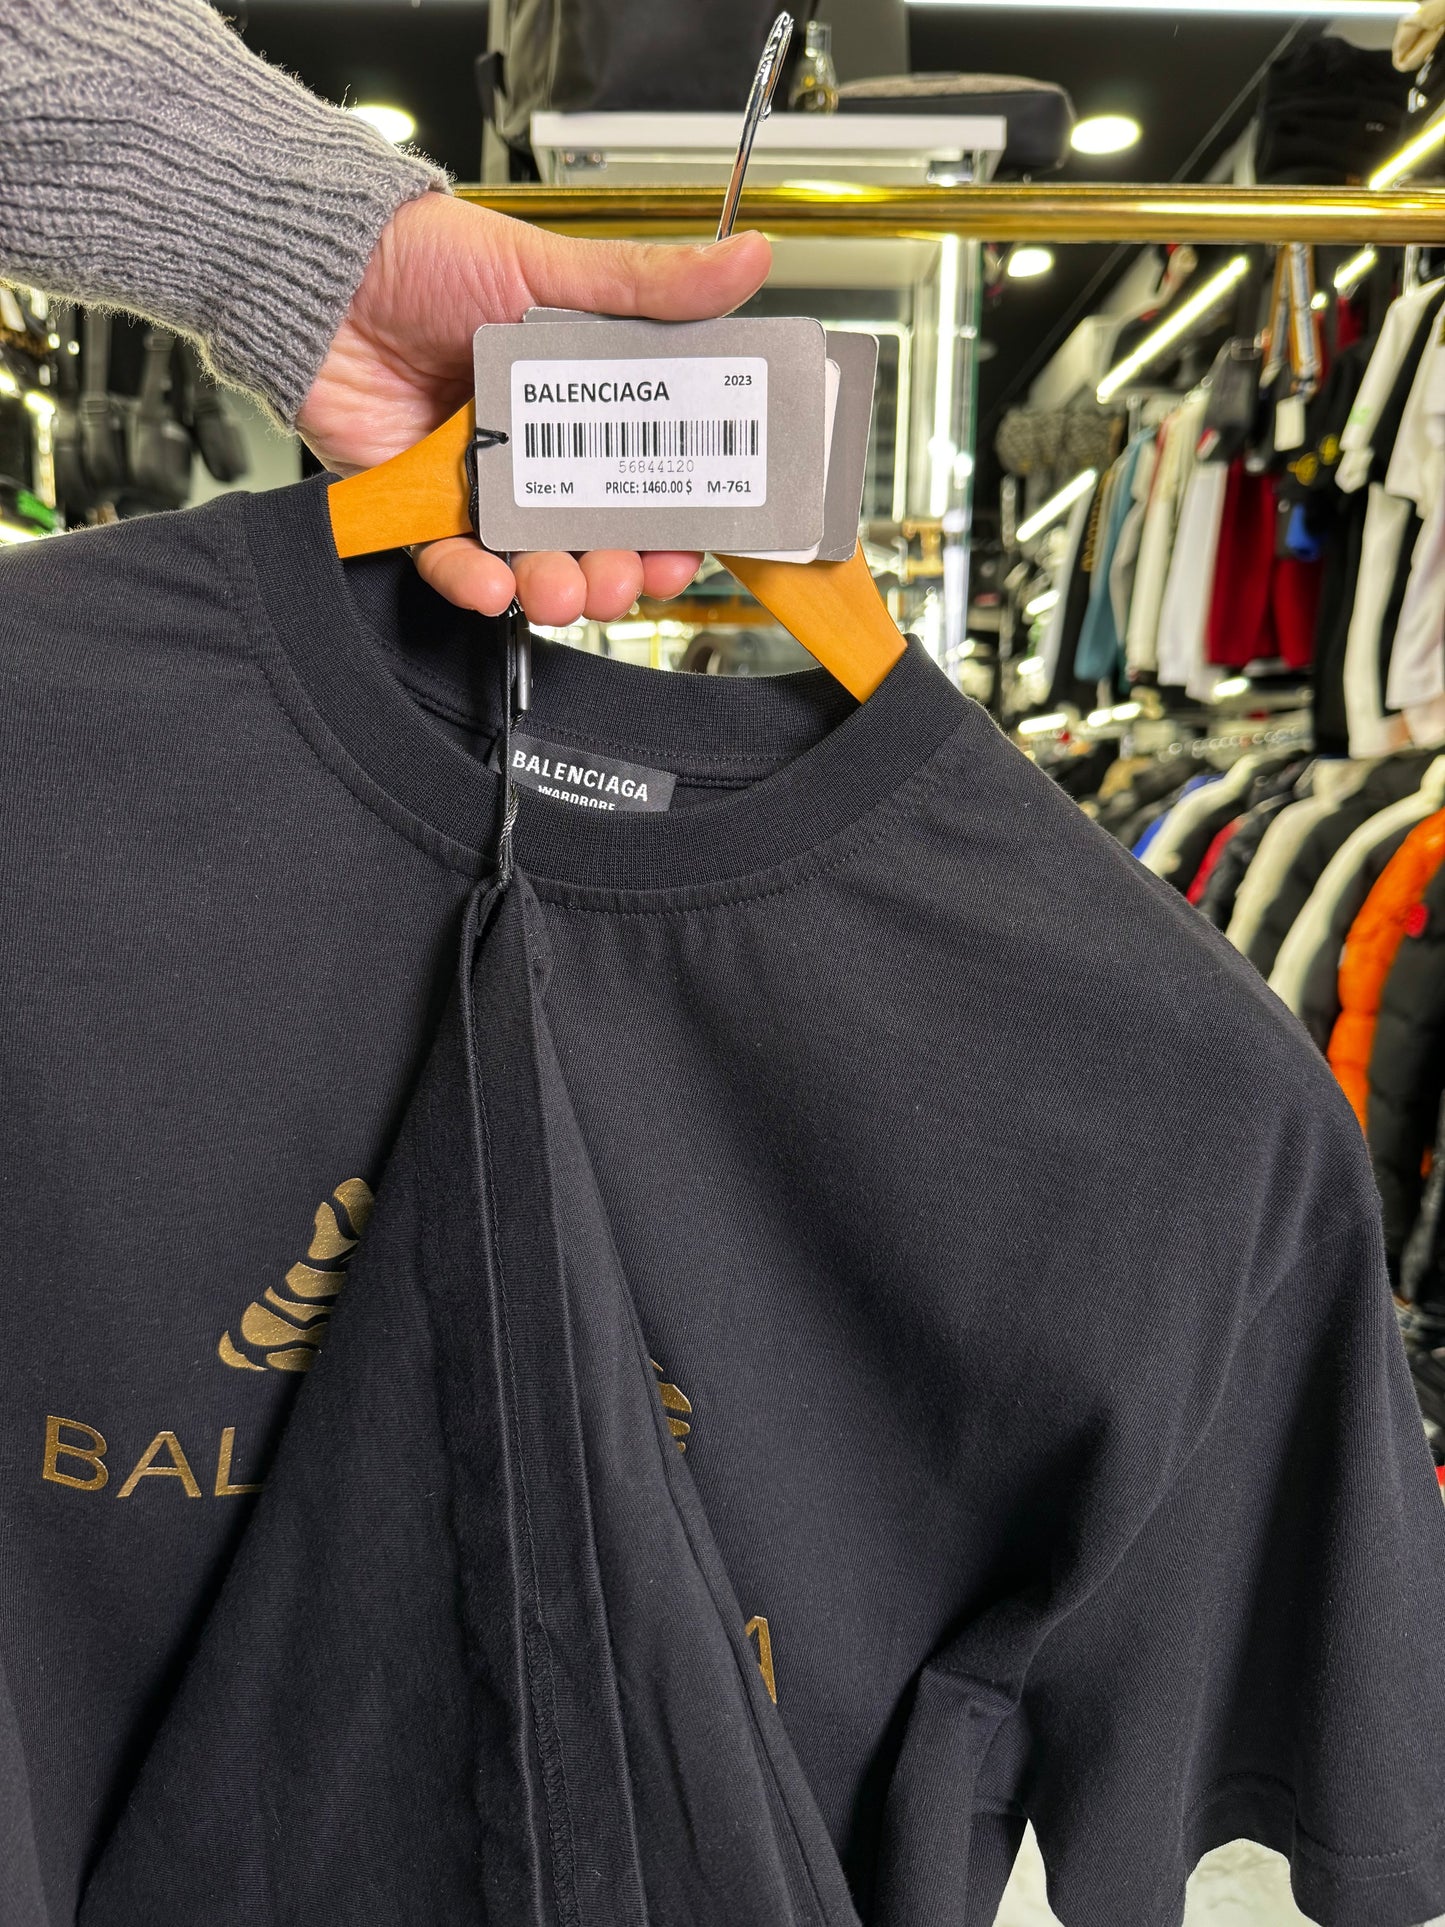 BALENCIAGA 2023
56844120
Size: M PRICE: 1460.00 $ M-761
BALENCIAGA
WARDROBE
BAL
A